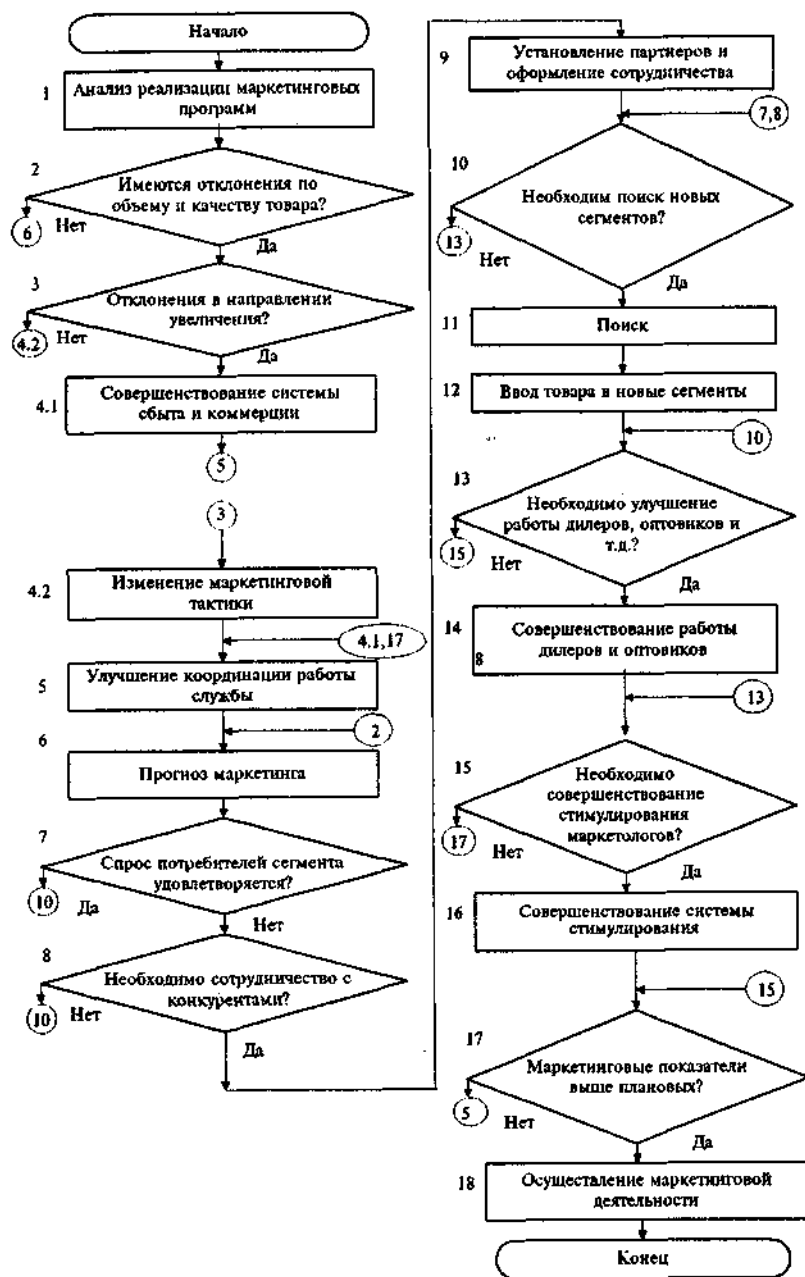 Начало
1
Анализ реализации маркетинговых
программ
2
Имеются отклонения по
объему и качеству товара?
6
Нет
Да
3
Отклонения в направлении
увеличения?
4.2
Нет
Да
4.1
Совершенствование системы
сбыта и коммерции
5
3
4.2
Изменение маркетинговой
тактики
4.1,17
5
Улучшение координации работы
службы
2
6
Прогноз маркетинга
7
Спрос потребителей сегмента
удовлетворяется?
10
Да
Нет
8
Необходимо сотрудничество с
конкурентами?
10
Нет
Да
9
Установление партнеров и
оформление сотрудничества
7,8
10
Необходим поиск новых
сегментов?
13
Нет
Да
11
Поиск
12
Ввод товара в новые сегменты
10
13
Необходимо улучшение
работы дилеров, оптовиков и
т.д.?
15
Нет
Да
14
Совершенствование работы
дилеров и оптовиков
8
13
15
Необходимо
совершенствование
стимулирования
маркетологов?
17
Нет
Да
16
Совершенствование системы
стимулирования
15
17
Маркетинговые показатели
выше плановых?
5
Нет
Да
18
Осущесталение маркетинговой
деятельности
Конец